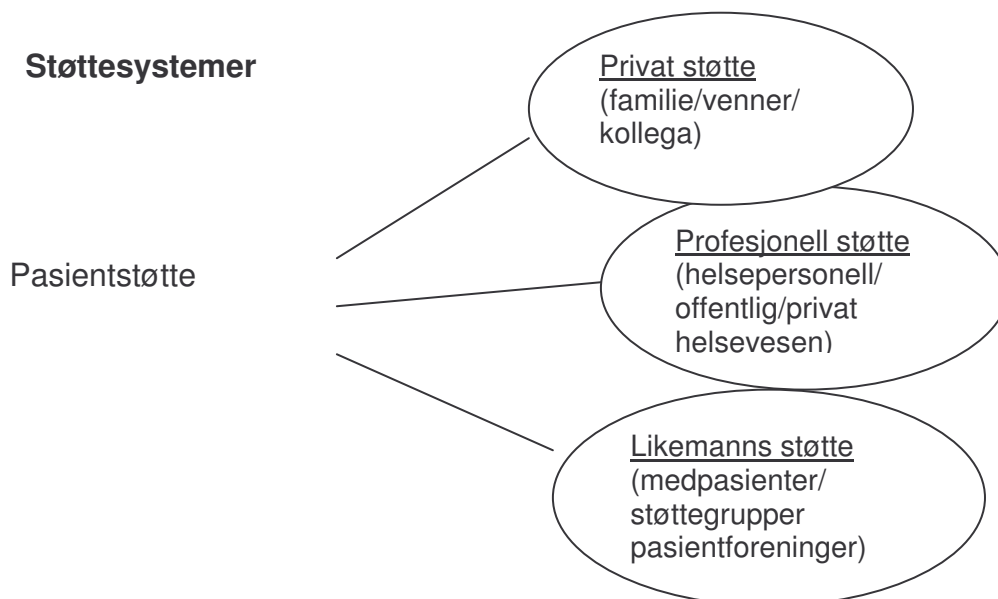 Støttesystemer
Privat støtte
(familie/venner/
kollega)
Pasientstøtte
Profesjonell støtte
(helsepersonell/
offentlig/privat
helsevesen)
Likemanns støtte
(medpasienter/
støttegrupper
pasientforeninger)